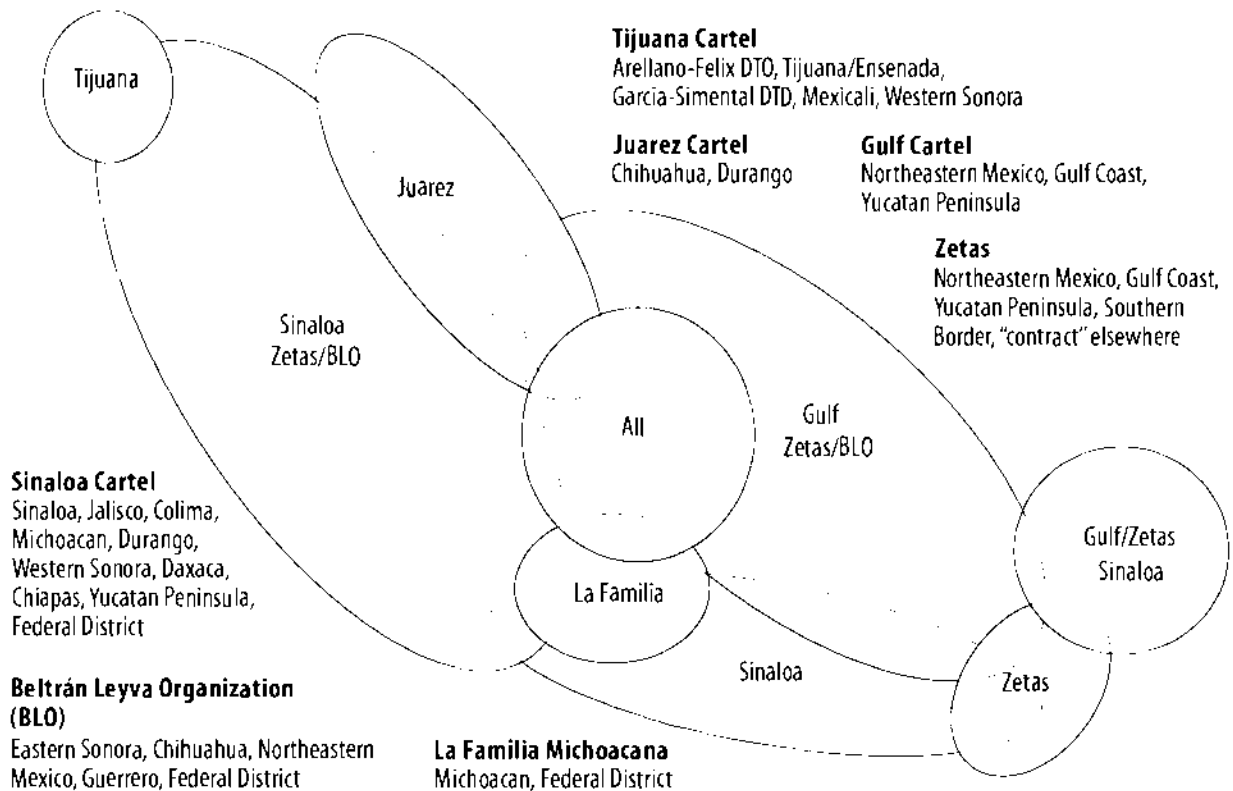 Tijuana
Juarez
Sinaloa
Zetas/BLO
All
Gulf
Zetas/BLO
La Familia
Sinaloa
Gulf/Zetas
Sinaloa
Zetas
Tijuana Cartel
Arellano-Felix DTO, Tijuana/Ensenada,
Garcia-Simental DTD, Mexicali, Western Sonora
Juarez Cartel
Chihuahua, Durango
Gulf Cartel
Northeastern Mexico, Gulf Coast,
Yucatan Peninsula
Zetas
Northeastern Mexico, Gulf Coast,
Yucatan Peninsula, Southern
Border, "contract" elsewhere
Sinaloa Cartel
Sinaloa, Jalisco, Colima,
Michoacan, Durango,
Western Sonora, Daxaca,
Chiapas, Yucatan Peninsula,
Federal District
Beltrán Leyva Organization
(BLO)
Eastern Sonora, Chihuahua, Northeastern
Mexico, Guerrero, Federal District
La Familia Michoacana
Michoacan, Federal District